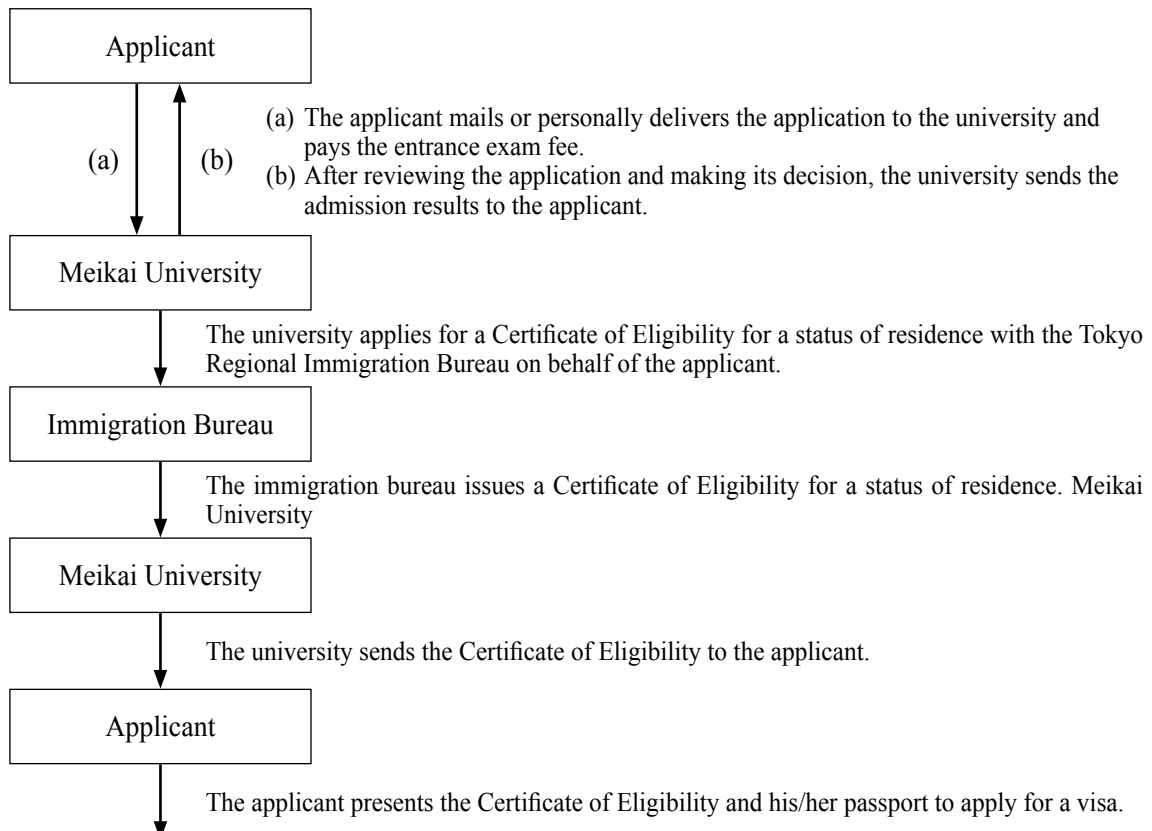 Applicant
(a)
(b)
(a) The applicant mails or personally delivers the application to the university and
pays the entrance exam fee.
(b) After reviewing the application and making its decision, the university sends the
admission results to the applicant.
Meikai University
The university applies for a Certificate of Eligibility for a status of residence with the Tokyo
Regional Immigration Bureau on behalf of the applicant.
Immigration Bureau
The immigration bureau issues a Certificate of Eligibility for a status of residence. Meikai
University
Meikai University
The university sends the Certificate of Eligibility to the applicant.
Applicant
The applicant presents the Certificate of Eligibility and his/her passport to apply for a visa.